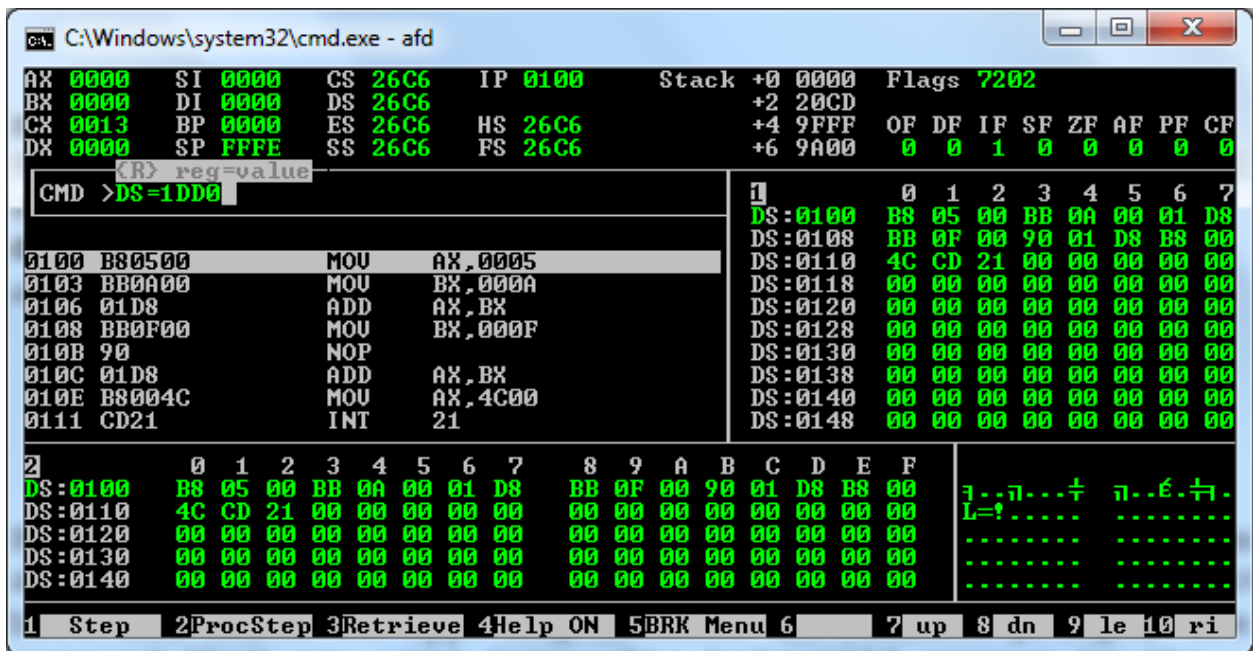 C:\Windows\system32\cmd.exe - afd
AX 0000 SI 0000 CS 26C6 IP 0100 Stack +0 0000 Flags 7202
BX 0000 DI 0000 DS 26C6 +2 20CD
CX 0013 BP 0000 ES 26C6 HS 26C6 +4 9FFF OF DF IF SF ZF AF PF CF
DX 0000 SP FFFE SS 26C6 FS 26C6 +6 9A00 0 0 1 0 0 0 0 0
<R> reg=value
CMD >DS=1DD0
1 0 1 2 3 4 5 6 7
DS:0100 B8 05 00 BB 0A 00 01 D8
DS:0108 BB 0F 00 90 01 D8 B8 00
DS:0110 4C CD 21 00 00 00 00 00
DS:0118 00 00 00 00 00 00 00 00
DS:0120 00 00 00 00 00 00 00 00
DS:0128 00 00 00 00 00 00 00 00
DS:0130 00 00 00 00 00 00 00 00
DS:0138 00 00 00 00 00 00 00 00
DS:0140 00 00 00 00 00 00 00 00
DS:0148 00 00 00 00 00 00 00 00
0100 B80500 MOV AX,0005
0103 BB0A00 MOV BX,000A
0106 01D8 ADD AX,BX
0108 BB0F00 MOV BX,000F
010B 90 NOP
010C 01D8 ADD AX,BX
010E B8004C MOV AX,4C00
0111 CD21 INT 21
2 0 1 2 3 4 5 6 7 8 9 A B C D E F
DS:0100 B8 05 00 BB 0A 00 01 D8 BB 0F 00 90 01 D8 B8 00 ╕..╗...╪ ╗..É.╪╕.
DS:0110 4C CD 21 00 00 00 00 00 00 00 00 00 00 00 00 00 L═!..... ........
DS:0120 00 00 00 00 00 00 00 00 00 00 00 00 00 00 00 00 ........ ........
DS:0130 00 00 00 00 00 00 00 00 00 00 00 00 00 00 00 00 ........ ........
DS:0140 00 00 00 00 00 00 00 00 00 00 00 00 00 00 00 00 ........ ........
1 Step 2ProcStep 3Retrieve 4Help ON 5BRK Menu 6 7 up 8 dn 9 le 10 ri